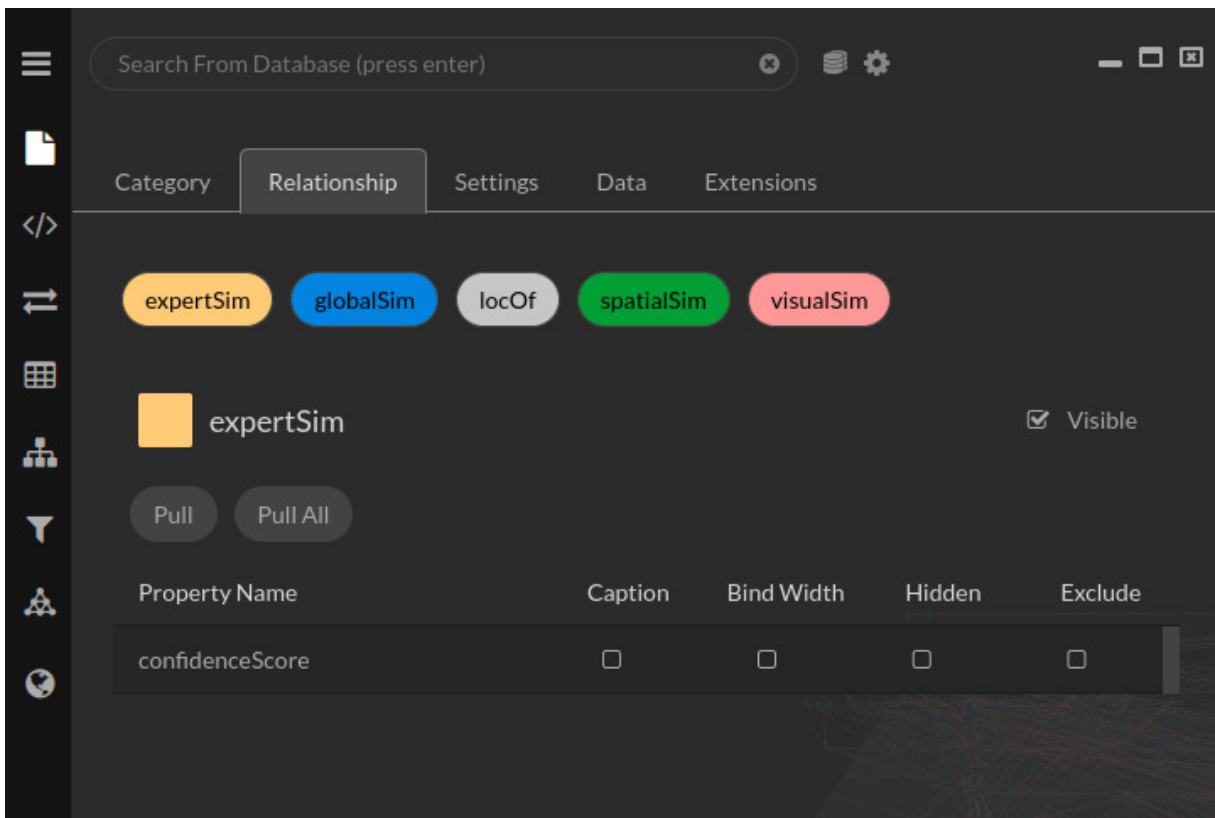 Search From Database (press enter)
Category Relationship Settings Data Extensions
expertSim globalSim locOf spatialSim visualSim
expertSim Visible
Pull Pull All
Property Name Caption Bind Width Hidden Exclude
confidenceScore